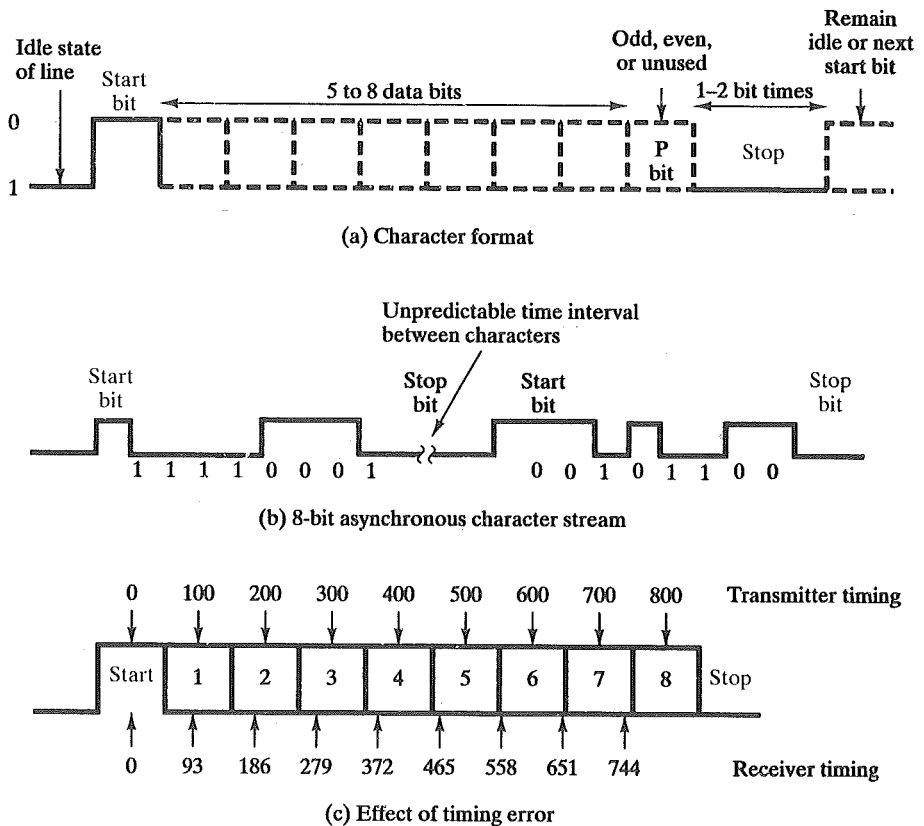 Idle state
of line
Start
bit
5 to 8 data bits
Odd, even,
or unused
1–2 bit times
Remain
idle or next
start bit
0
1
P
bit
Stop
(a) Character format
Unpredictable time interval
between characters
Start
bit
Stop
bit
Start
bit
Stop
bit
1 1 1 1 0 0 0 1 0 0 1 0 1 1 0 0
(b) 8-bit asynchronous character stream
0 100 200 300 400 500 600 700 800 Transmitter timing
Start 1 2 3 4 5 6 7 8 Stop
0 93 186 279 372 465 558 651 744 Receiver timing
(c) Effect of timing error